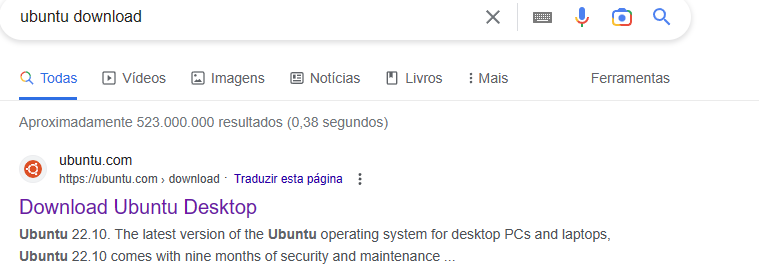 ubuntu download
Todas Vídeos Imagens Notícias Livros Mais Ferramentas
Aproximadamente 523.000.000 resultados (0,38 segundos)
ubuntu.com
https://ubuntu.com › download · Traduzir esta página
Download Ubuntu Desktop
Ubuntu 22.10. The latest version of the Ubuntu operating system for desktop PCs and laptops,
Ubuntu 22.10 comes with nine months of security and maintenance ...